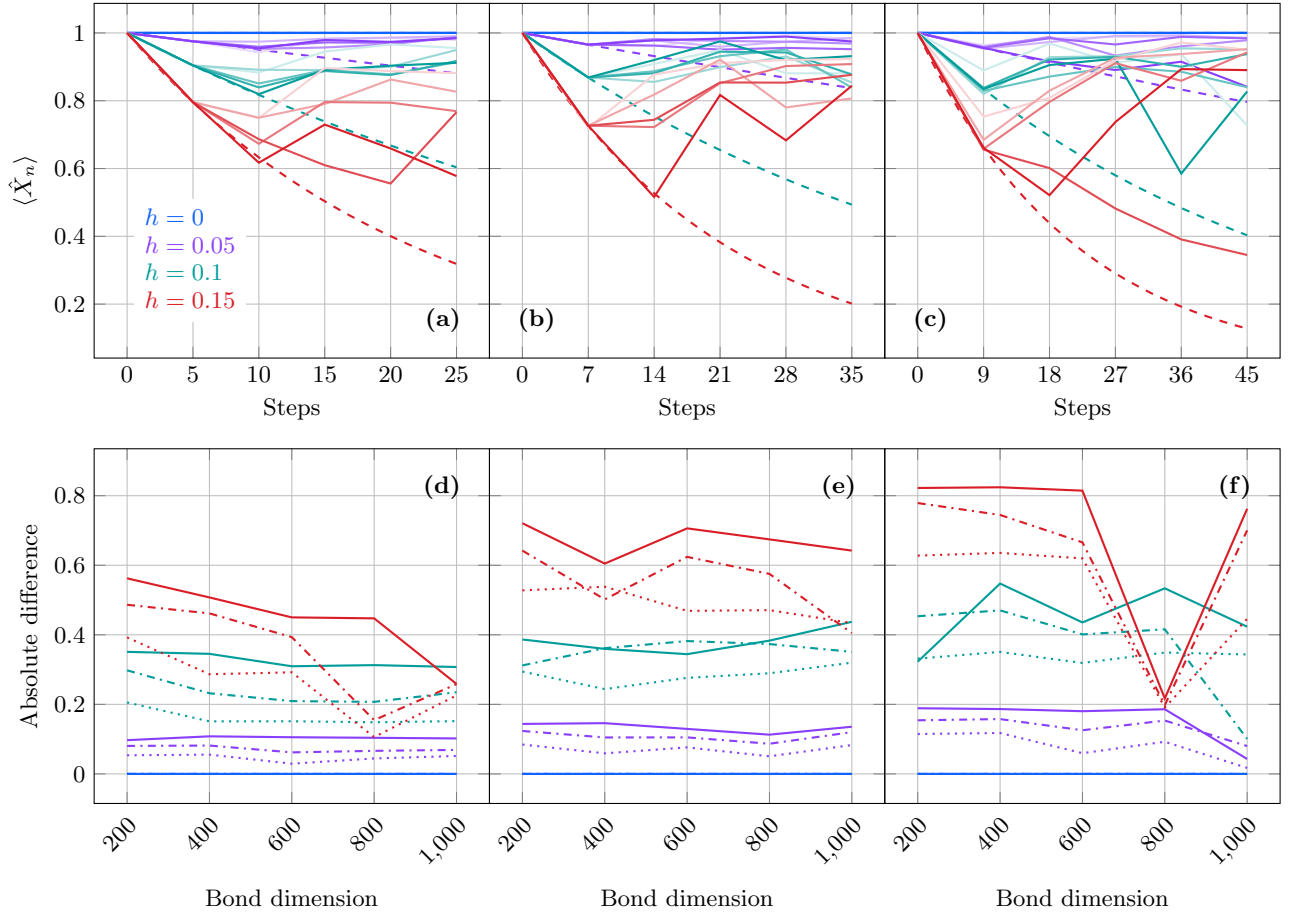 ⟨X̂ₙ⟩
1
0.8
0.6
0.4
0.2
h = 0
h = 0.05
h = 0.1
h = 0.15
(a)
(b)
(c)
0 5 10 15 20 25
0 7 14 21 28 35
0 9 18 27 36 45
Steps
Steps
Steps
Absolute difference
0.8
0.6
0.4
0.2
0
(d)
(e)
(f)
200 400 600 800 1,000
200 400 600 800 1,000
200 400 600 800 1,000
Bond dimension
Bond dimension
Bond dimension